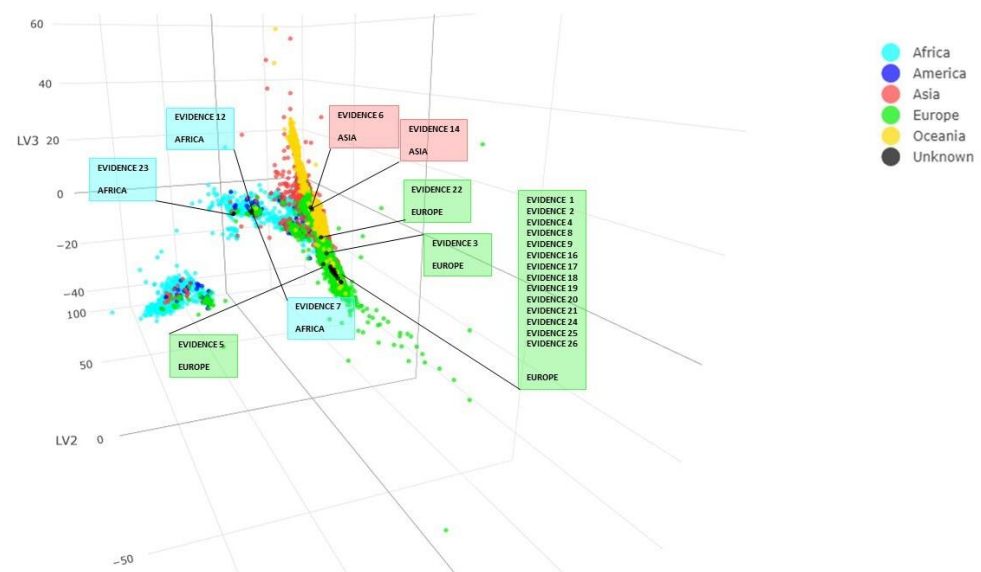 60
40
LV3 20
0
−20
−40
100
50
LV2 0
−50
EVIDENCE 12
AFRICA
EVIDENCE 23
AFRICA
EVIDENCE 6
ASIA
EVIDENCE 14
ASIA
EVIDENCE 22
EUROPE
EVIDENCE 3
EUROPE
EVIDENCE 7
AFRICA
EVIDENCE 5
EUROPE
EVIDENCE 1
EVIDENCE 2
EVIDENCE 4
EVIDENCE 8
EVIDENCE 9
EVIDENCE 16
EVIDENCE 17
EVIDENCE 18
EVIDENCE 19
EVIDENCE 20
EVIDENCE 21
EVIDENCE 24
EVIDENCE 25
EVIDENCE 26
EUROPE
Africa
America
Asia
Europe
Oceania
Unknown